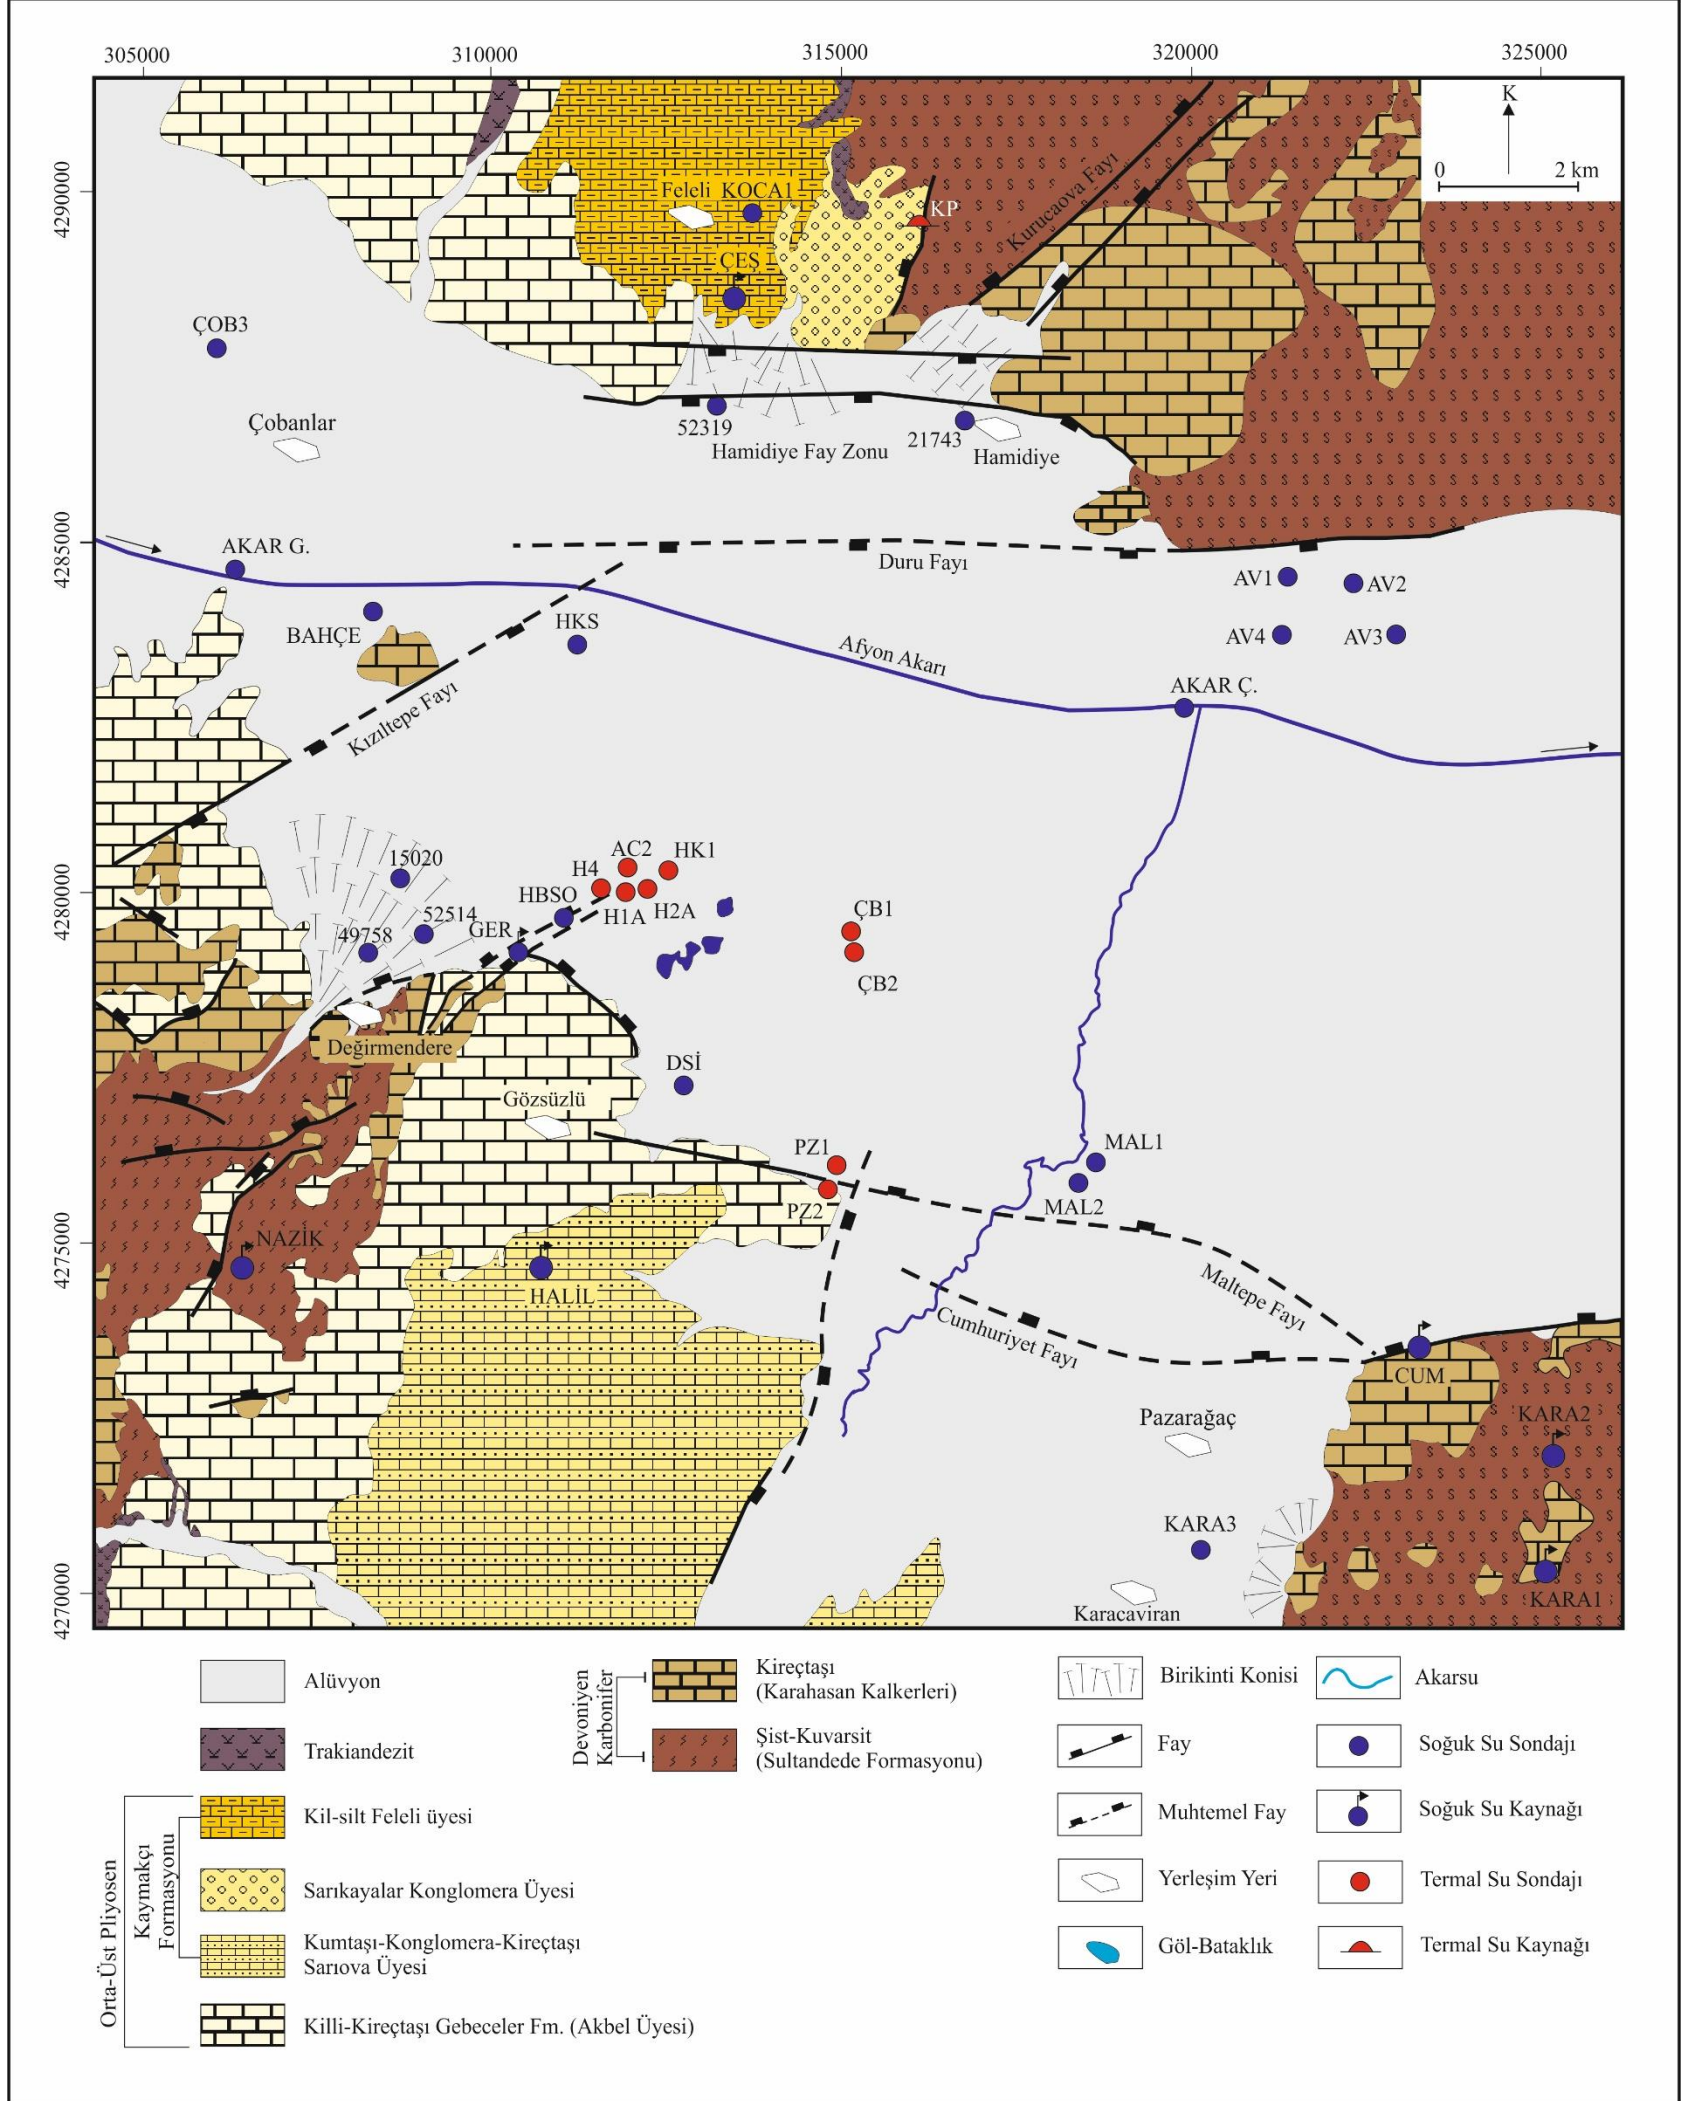 305000
310000
315000
320000
325000
K
0 2 km
4290000
4285000
4280000
4275000
4270000
Feleli KOCA1
KP
Kurucaova Fayı
ÇEŞ
ÇOB3
Çobanlar
52319
21743
Hamidiye Fay Zonu
Hamidiye
AKAR G.
Duru Fayı
AV1
AV2
BAHÇE
HKS
AV4
AV3
Afyon Akarı
AKAR Ç.
Kızıltepe Fayı
15020
AC2
HK1
H4
HBSO
H1A
H2A
52514
GER
49758
ÇB1
ÇB2
Değirmendere
DSİ
Gözsüzlü
PZ1
MAL1
PZ2
MAL2
NAZİK
HALİL
Maltepe Fayı
Cumhuriyet Fayı
CUM
Pazarağaç
KARA2
KARA3
Karacaviran
KARA1
Alüvyon
Trakiandezit
Orta-Üst Pliyosen
Kaymakçı
Formasyonu
Kil-silt Feleli üyesi
Sarıkayalar Konglomera Üyesi
Kumtaşı-Konglomera-Kireçtaşı
Sarıova Üyesi
Killi-Kireçtaşı Gebeceler Fm. (Akbel Üyesi)
Devoniyen
Karbonifer
Kireçtaşı
(Karahasan Kalkerleri)
Şist-Kuvarsit
(Sultandede Formasyonu)
Birikinti Konisi
Fay
Muhtemel Fay
Yerleşim Yeri
Göl-Bataklık
Akarsu
Soğuk Su Sondajı
Soğuk Su Kaynağı
Termal Su Sondajı
Termal Su Kaynağı